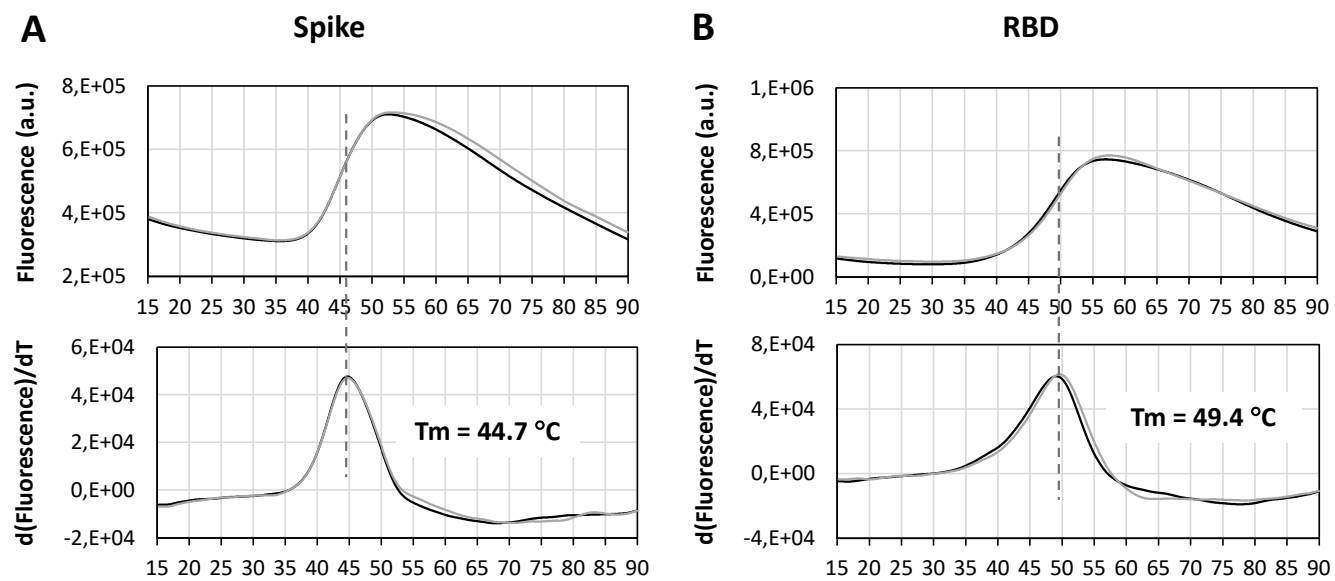 A
Spike
Fluorescence (a.u.)
8,E+05
6,E+05
4,E+05
2,E+05
15 20 25 30 35 40 45 50 55 60 65 70 75 80 85 90
d(Fluorescence)/dT
6,E+04
4,E+04
2,E+04
0,E+00
-2,E+04
Tm = 44.7 °C
15 20 25 30 35 40 45 50 55 60 65 70 75 80 85 90
B
RBD
Fluorescence (a.u.)
1,E+06
8,E+05
4,E+05
0,E+00
15 20 25 30 35 40 45 50 55 60 65 70 75 80 85 90
d(Fluorescence)/dT
8,E+04
4,E+04
0,E+00
-4,E+04
Tm = 49.4 °C
15 20 25 30 35 40 45 50 55 60 65 70 75 80 85 90